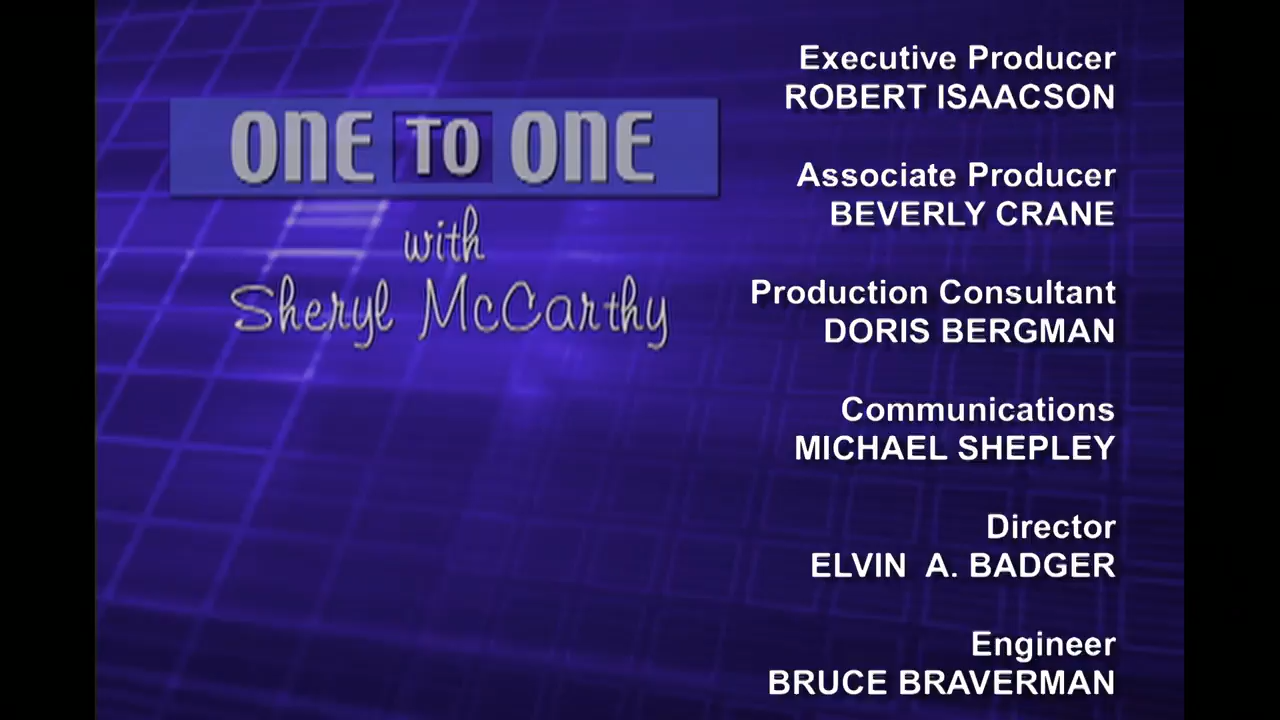 ONE TO ONE
with
Sheryl McCarthy
Executive Producer
ROBERT ISAACSON
Associate Producer
BEVERLY CRANE
Production Consultant
DORIS BERGMAN
Communications
MICHAEL SHEPLEY
Director
ELVIN A. BADGER
Engineer
BRUCE BRAVERMAN